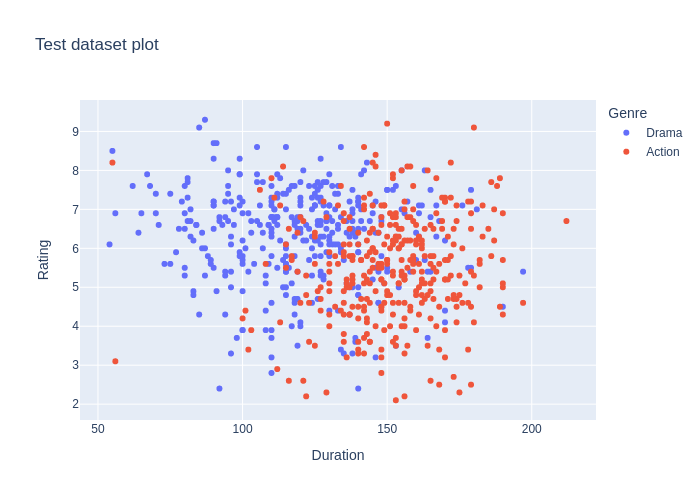 Test dataset plot
Genre
Drama
Action
9
8
7
6
5
4
3
2
Rating
50
100
150
200
Duration